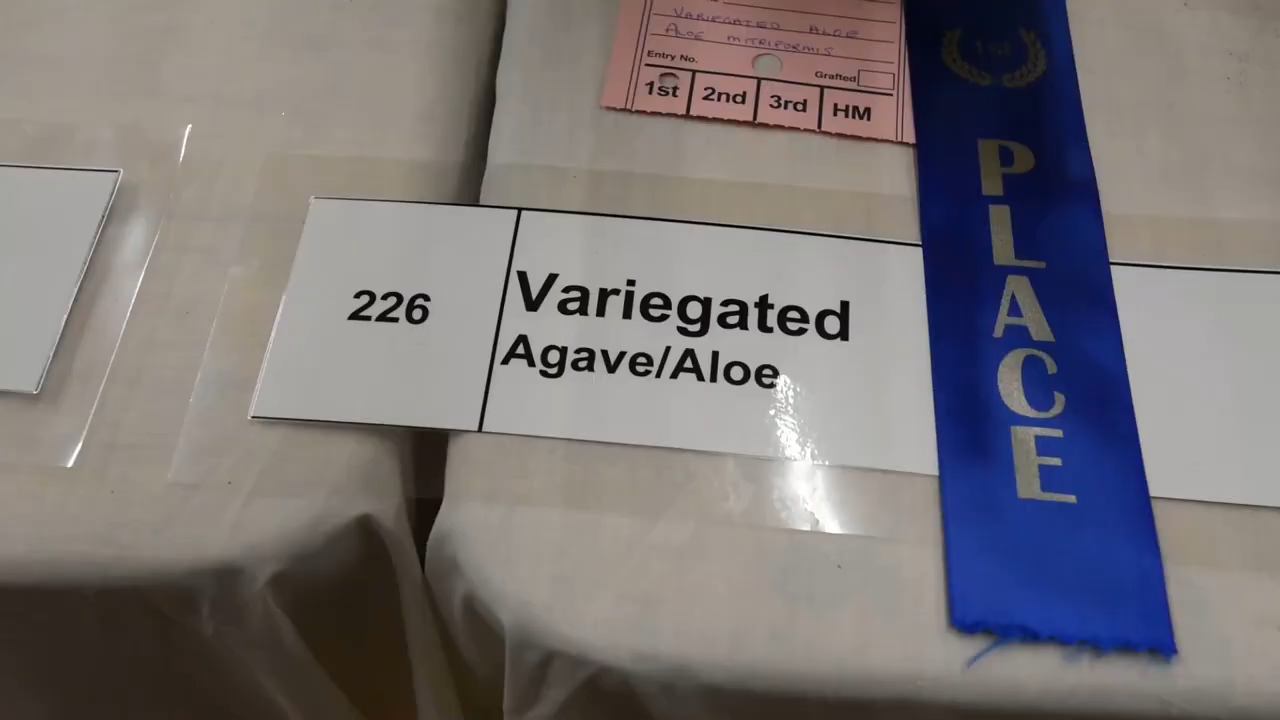 VARIEGATED ALOE
ALOE MITRIFORMIS
Entry No.
Grafted
1st 2nd 3rd HM
1st
PLACE
226
Variegated
Agave/Aloe